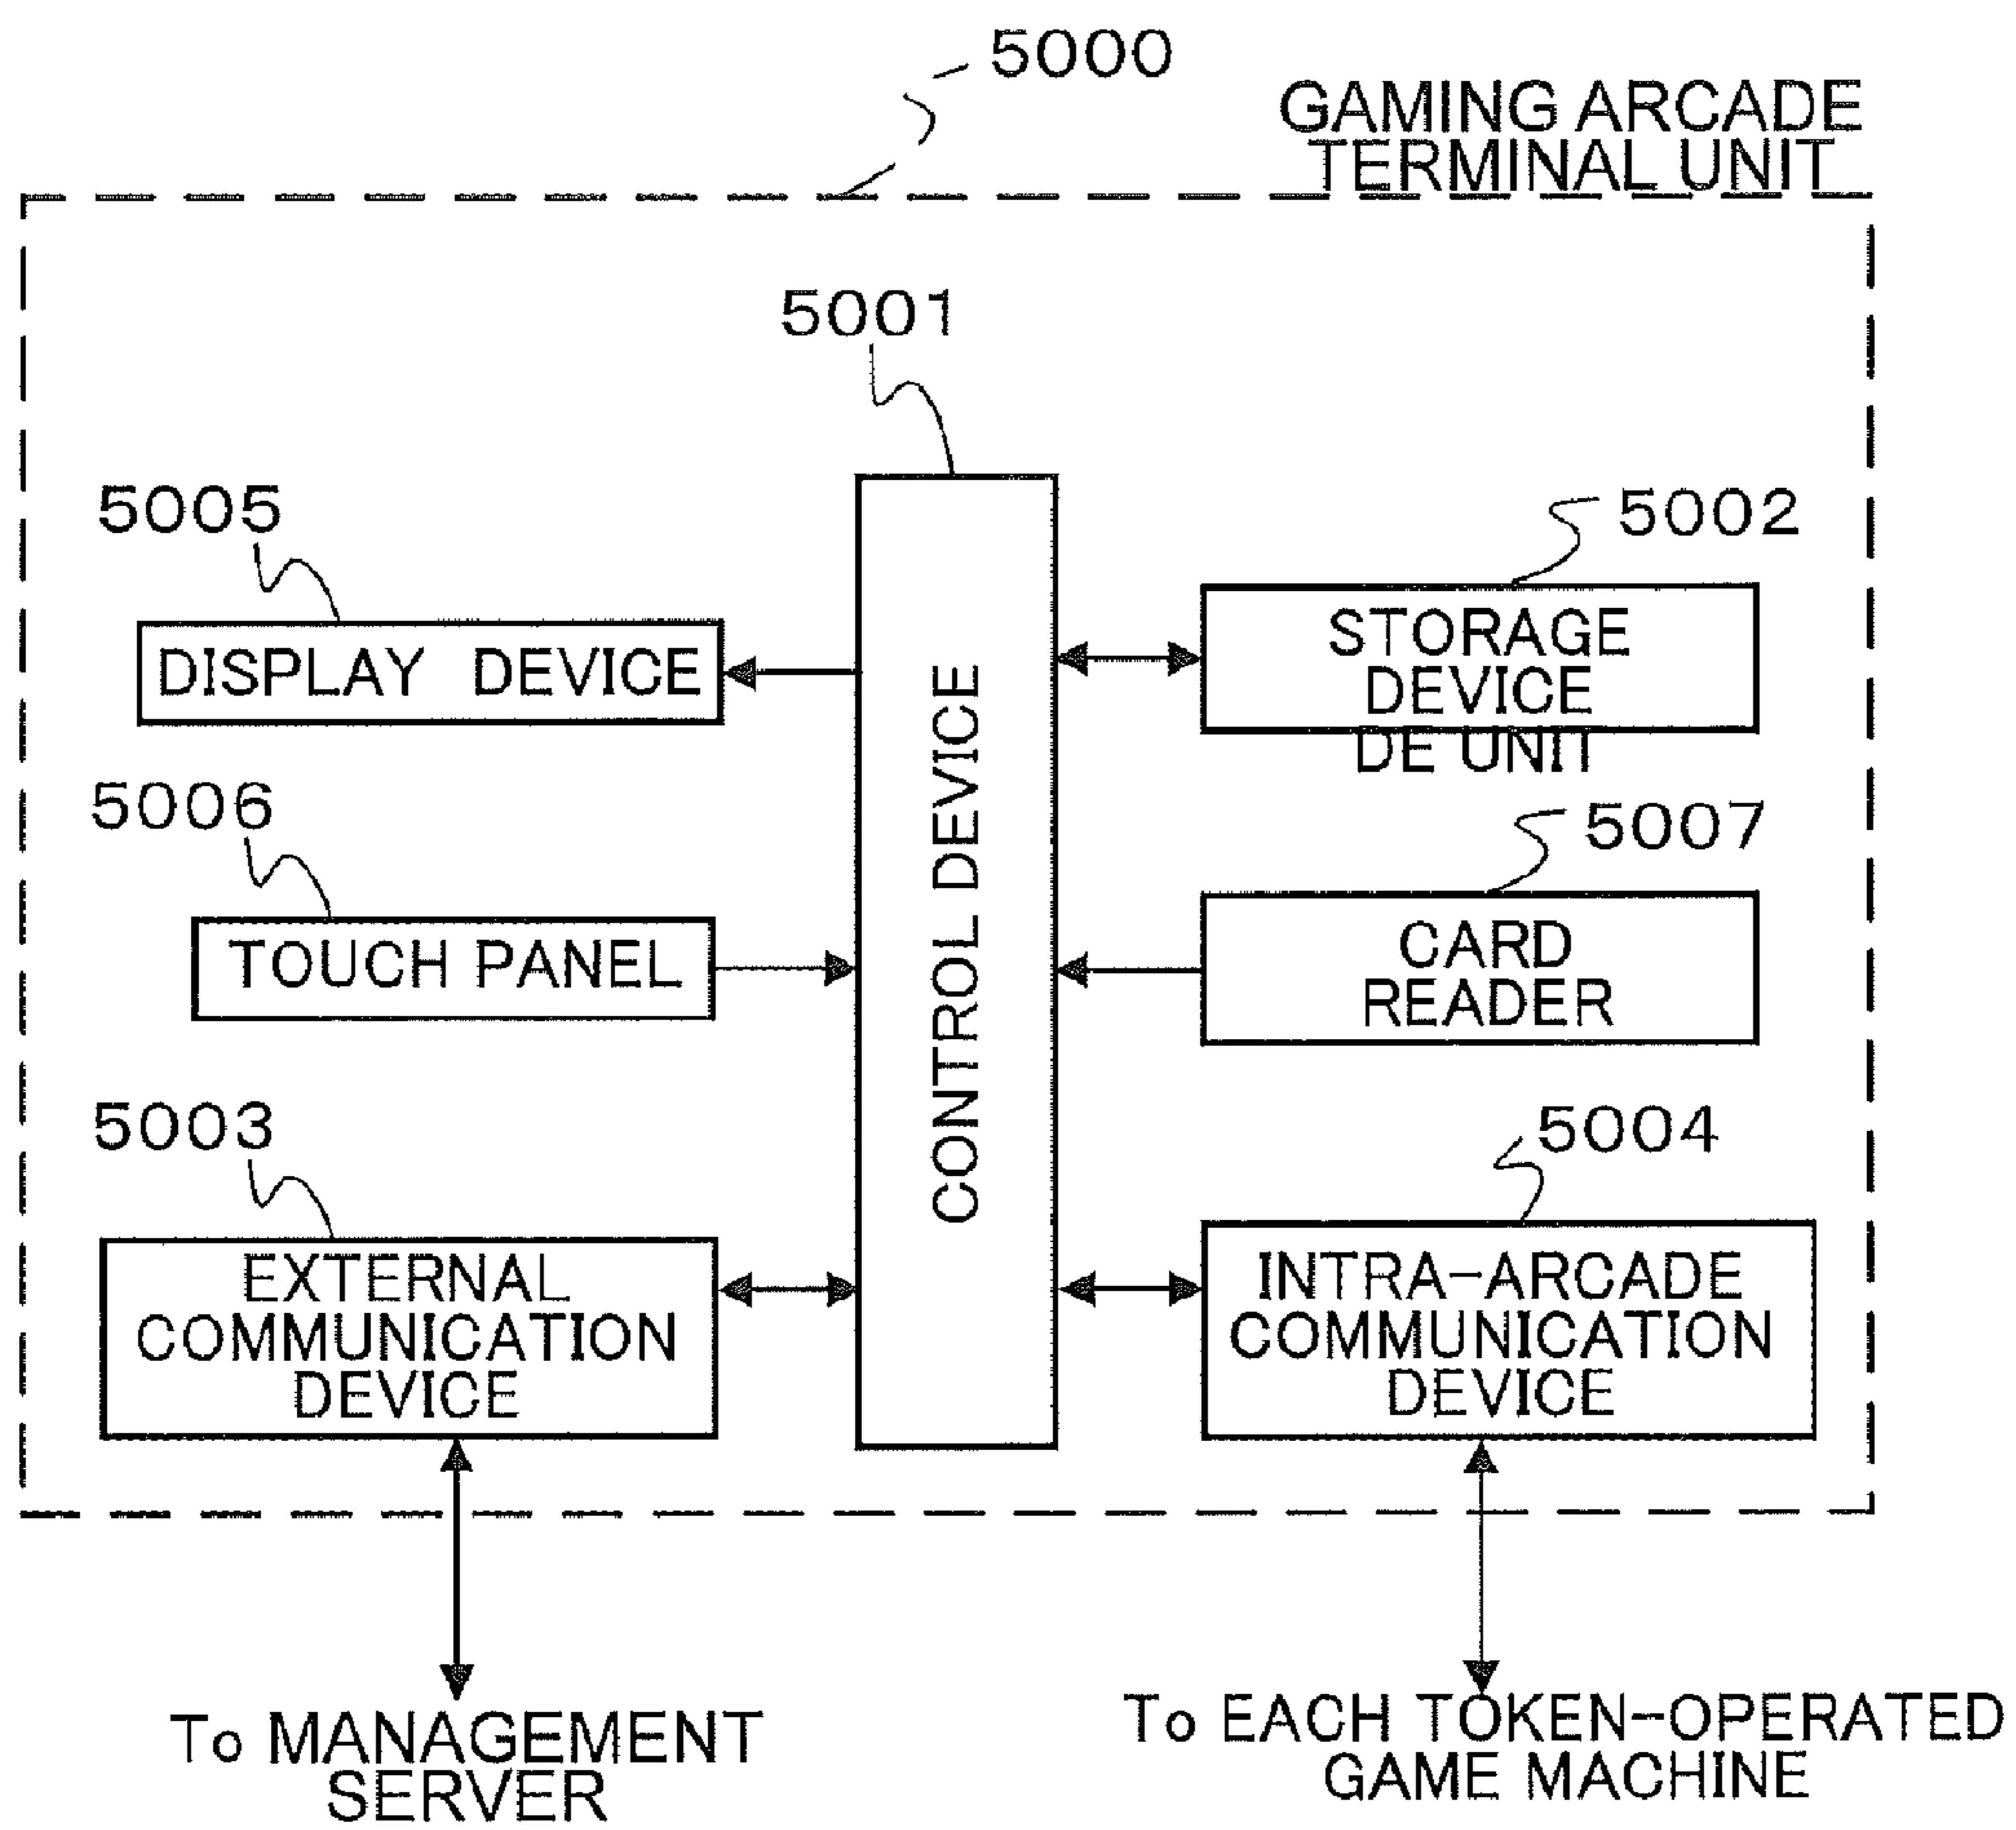 5000
GAMING ARCADE
TERMINAL UNIT
5001
5005
5002
DISPLAY DEVICE
STORAGE
DEVICE
DE UNIT
CONTROL DEVICE
5006
5007
TOUCH PANEL
CARD
READER
5003
5004
EXTERNAL
COMMUNICATION
DEVICE
INTRA-ARCADE
COMMUNICATION
DEVICE
To MANAGEMENT
SERVER
To EACH TOKEN-OPERATED
GAME MACHINE